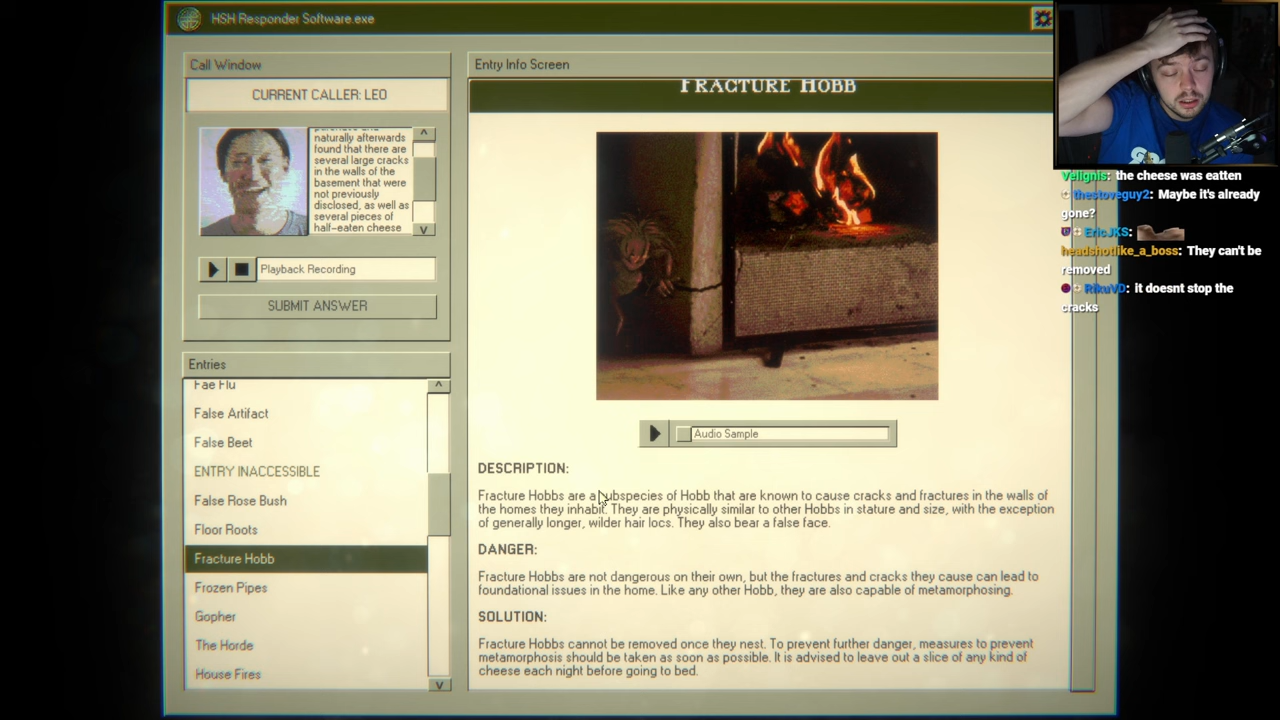 HSH Responder Software.exe
Call Window
CURRENT CALLER: LEO
naturally afterwards
found that there are
several large cracks
in the walls of the
basement that were
not previously
disclosed, as well as
several pieces of
half-eaten cheese
Playback Recording
SUBMIT ANSWER
Entries
Fae Flu
False Artifact
False Beet
ENTRY INACCESSIBLE
False Rose Bush
Floor Roots
Fracture Hobb
Frozen Pipes
Gopher
The Horde
House Fires
Entry Info Screen
FRACTURE HOBB
Audio Sample
DESCRIPTION:
Fracture Hobbs are a subspecies of Hobb that are known to cause cracks and fractures in the walls of
the homes they inhabit. They are physically similar to other Hobbs in stature and size, with the exception
of generally longer, wilder hair locs. They also bear a false face.
DANGER:
Fracture Hobbs are not dangerous on their own, but the fractures and cracks they cause can lead to
foundational issues in the home. Like any other Hobb, they are also capable of metamorphosing.
SOLUTION:
Fracture Hobbs cannot be removed once they nest. To prevent further danger, measures to prevent
metamorphosis should be taken as soon as possible. It is advised to leave out a slice of any kind of
cheese each night before going to bed.
Velignis: the cheese was eatten
thestoveguy2: Maybe it's already
gone?
EricJXS:
headshotlike_a_boss: They can't be
removed
RikuVD: it doesnt stop the
cracks